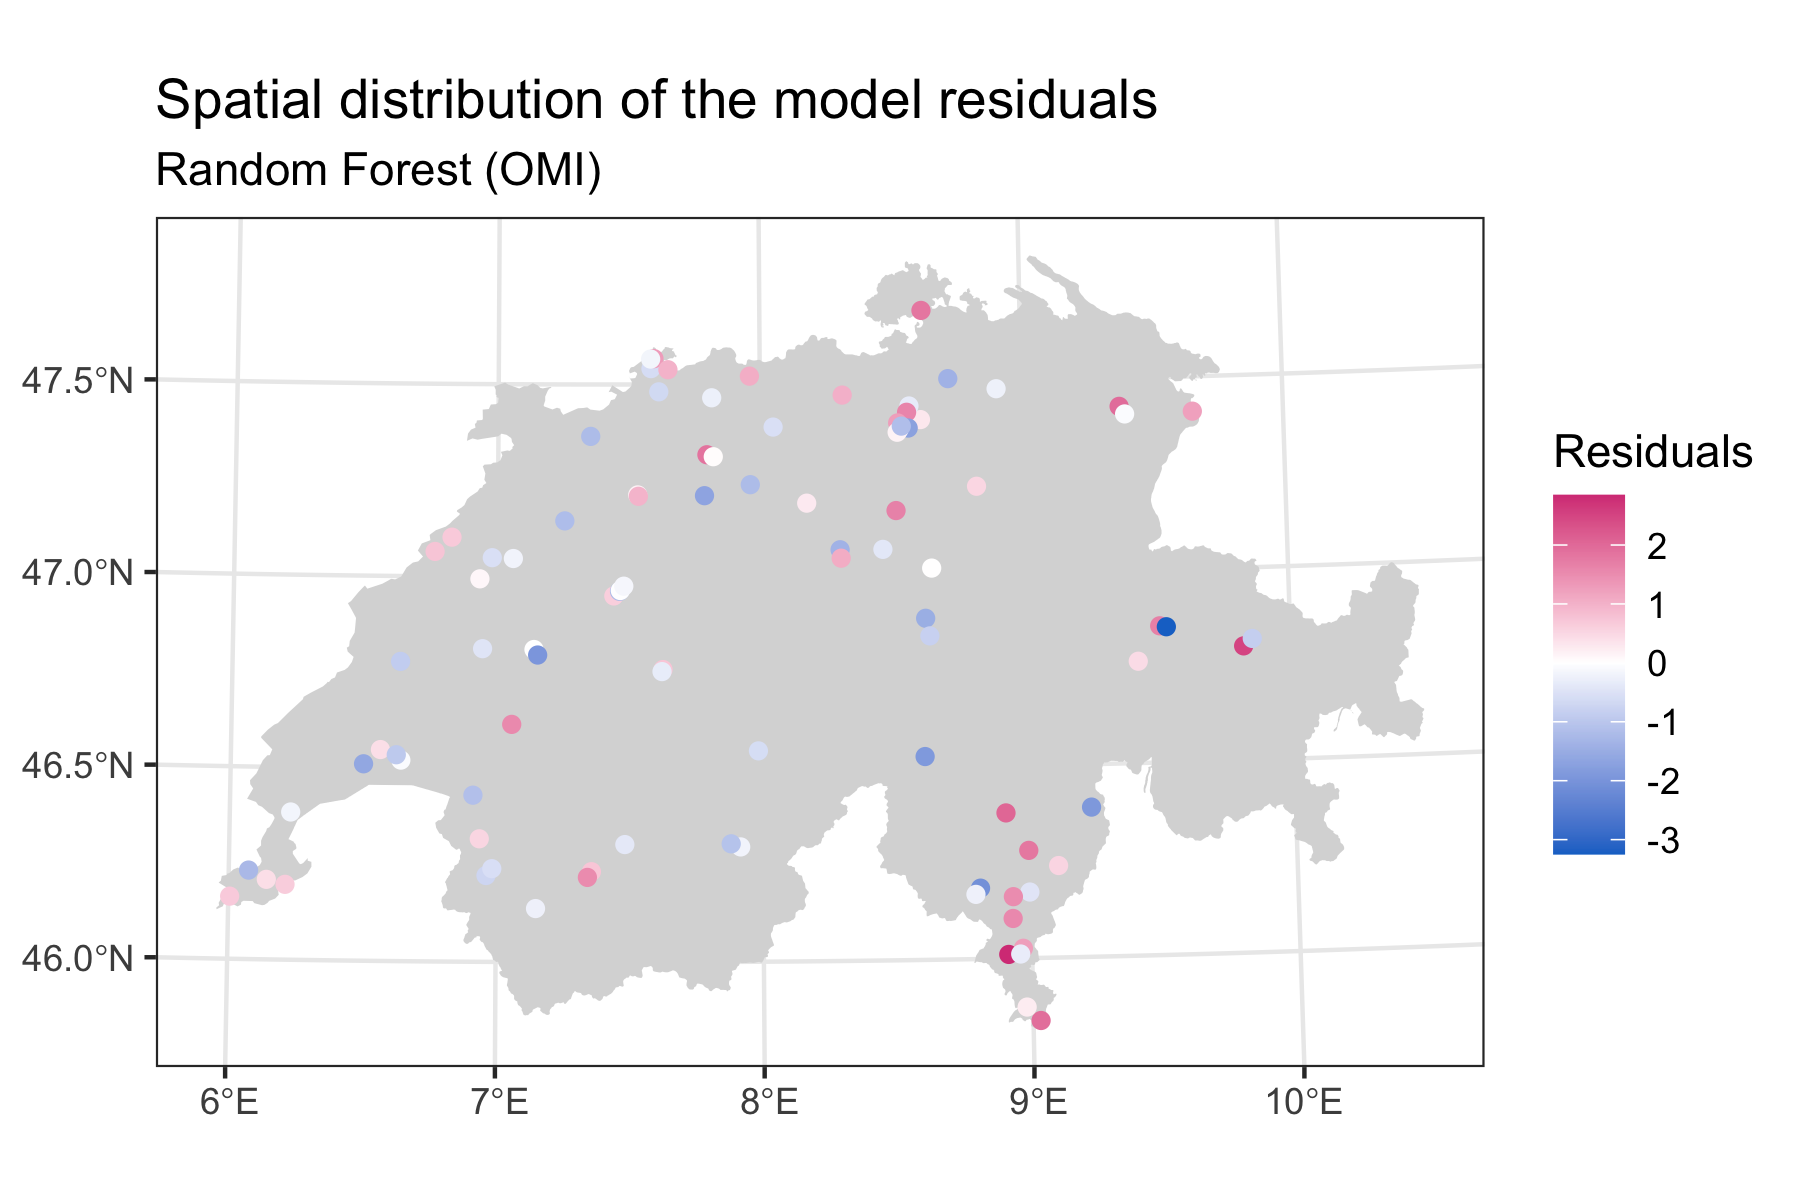 Spatial distribution of the model residuals
Random Forest (OMI)
47.5°N
47.0°N
46.5°N
46.0°N
6°E
7°E
8°E
9°E
10°E
Residuals
2
1
0
-1
-2
-3